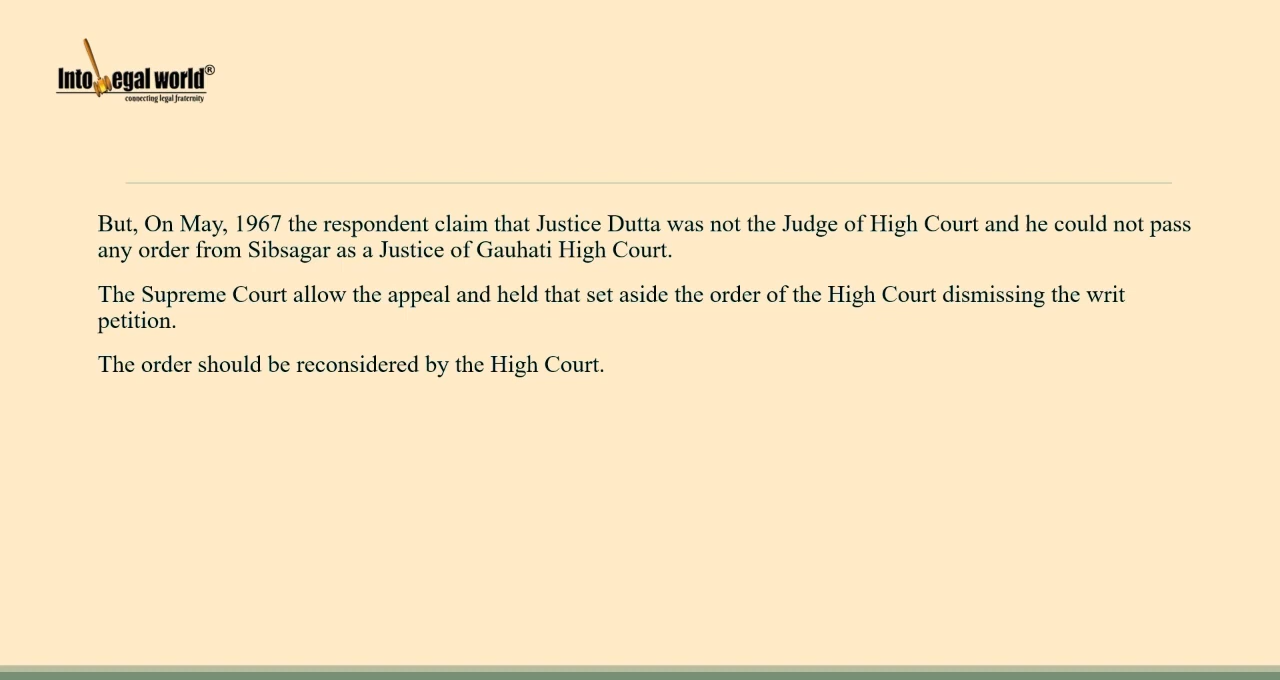 Into Legal world®
connecting legal fraternity
But, On May, 1967 the respondent claim that Justice Dutta was not the Judge of High Court and he could not pass
any order from Sibsagar as a Justice of Gauhati High Court.
The Supreme Court allow the appeal and held that set aside the order of the High Court dismissing the writ
petition.
The order should be reconsidered by the High Court.